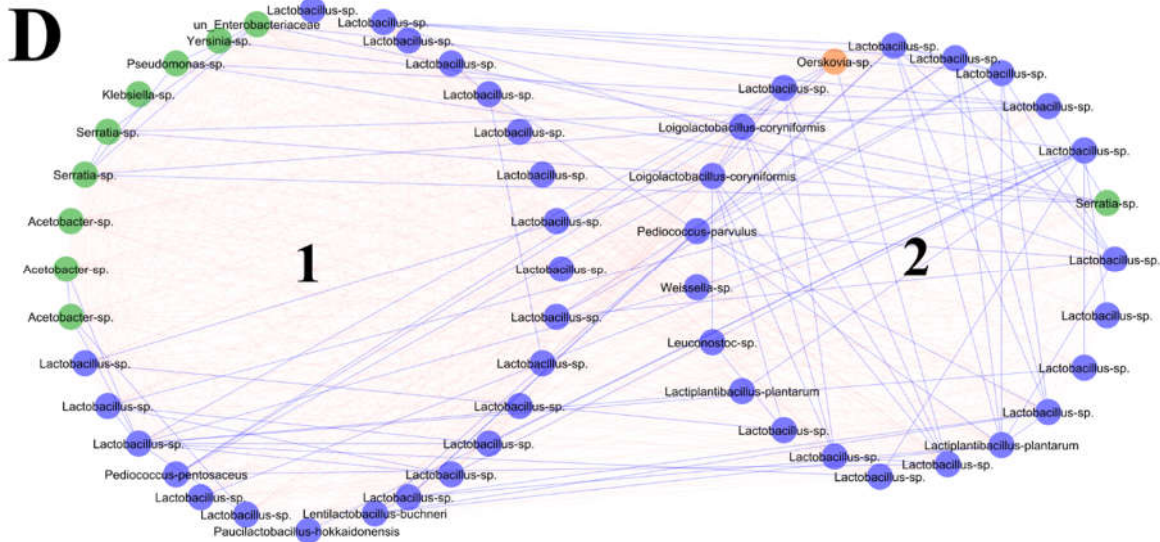 D
Lactobacillus-sp.
un_Enterobacteriaceae
Lactobacillus-sp.
Yersinia-sp.
Lactobacillus-sp.
Pseudomonas-sp.
Lactobacillus-sp.
Klebsiella-sp.
Lactobacillus-sp.
Serratia-sp.
Lactobacillus-sp.
Serratia-sp.
Lactobacillus-sp.
Acetobacter-sp.
Lactobacillus-sp.
Acetobacter-sp.
Lactobacillus-sp.
Acetobacter-sp.
Lactobacillus-sp.
Lactobacillus-sp.
Lactobacillus-sp.
Lactobacillus-sp.
Lactobacillus-sp.
Lactobacillus-sp.
Lactobacillus-sp.
Pediococcus-pentosaceus
Lactobacillus-sp.
Lactobacillus-sp.
Lactobacillus-sp.
Lactobacillus-sp.
Lentilactobacillus-buchneri
Paucilactobacillus-hokkaidonensis
1
Lactobacillus-sp.
Oerskovia-sp.
Lactobacillus-sp.
Lactobacillus-sp.
Lactobacillus-sp.
Lactobacillus-sp.
Loigolactobacillus-coryniformis
Lactobacillus-sp.
Loigolactobacillus-coryniformis
Serratia-sp.
Pediococcus-parvulus
Lactobacillus-sp.
Weissella-sp.
Lactobacillus-sp.
Leuconostoc-sp.
Lactobacillus-sp.
Lactiplantibacillus-plantarum
Lactobacillus-sp.
Lactobacillus-sp.
Lactiplantibacillus-plantarum
Lactobacillus-sp.
Lactobacillus-sp.
Lactobacillus-sp.
2